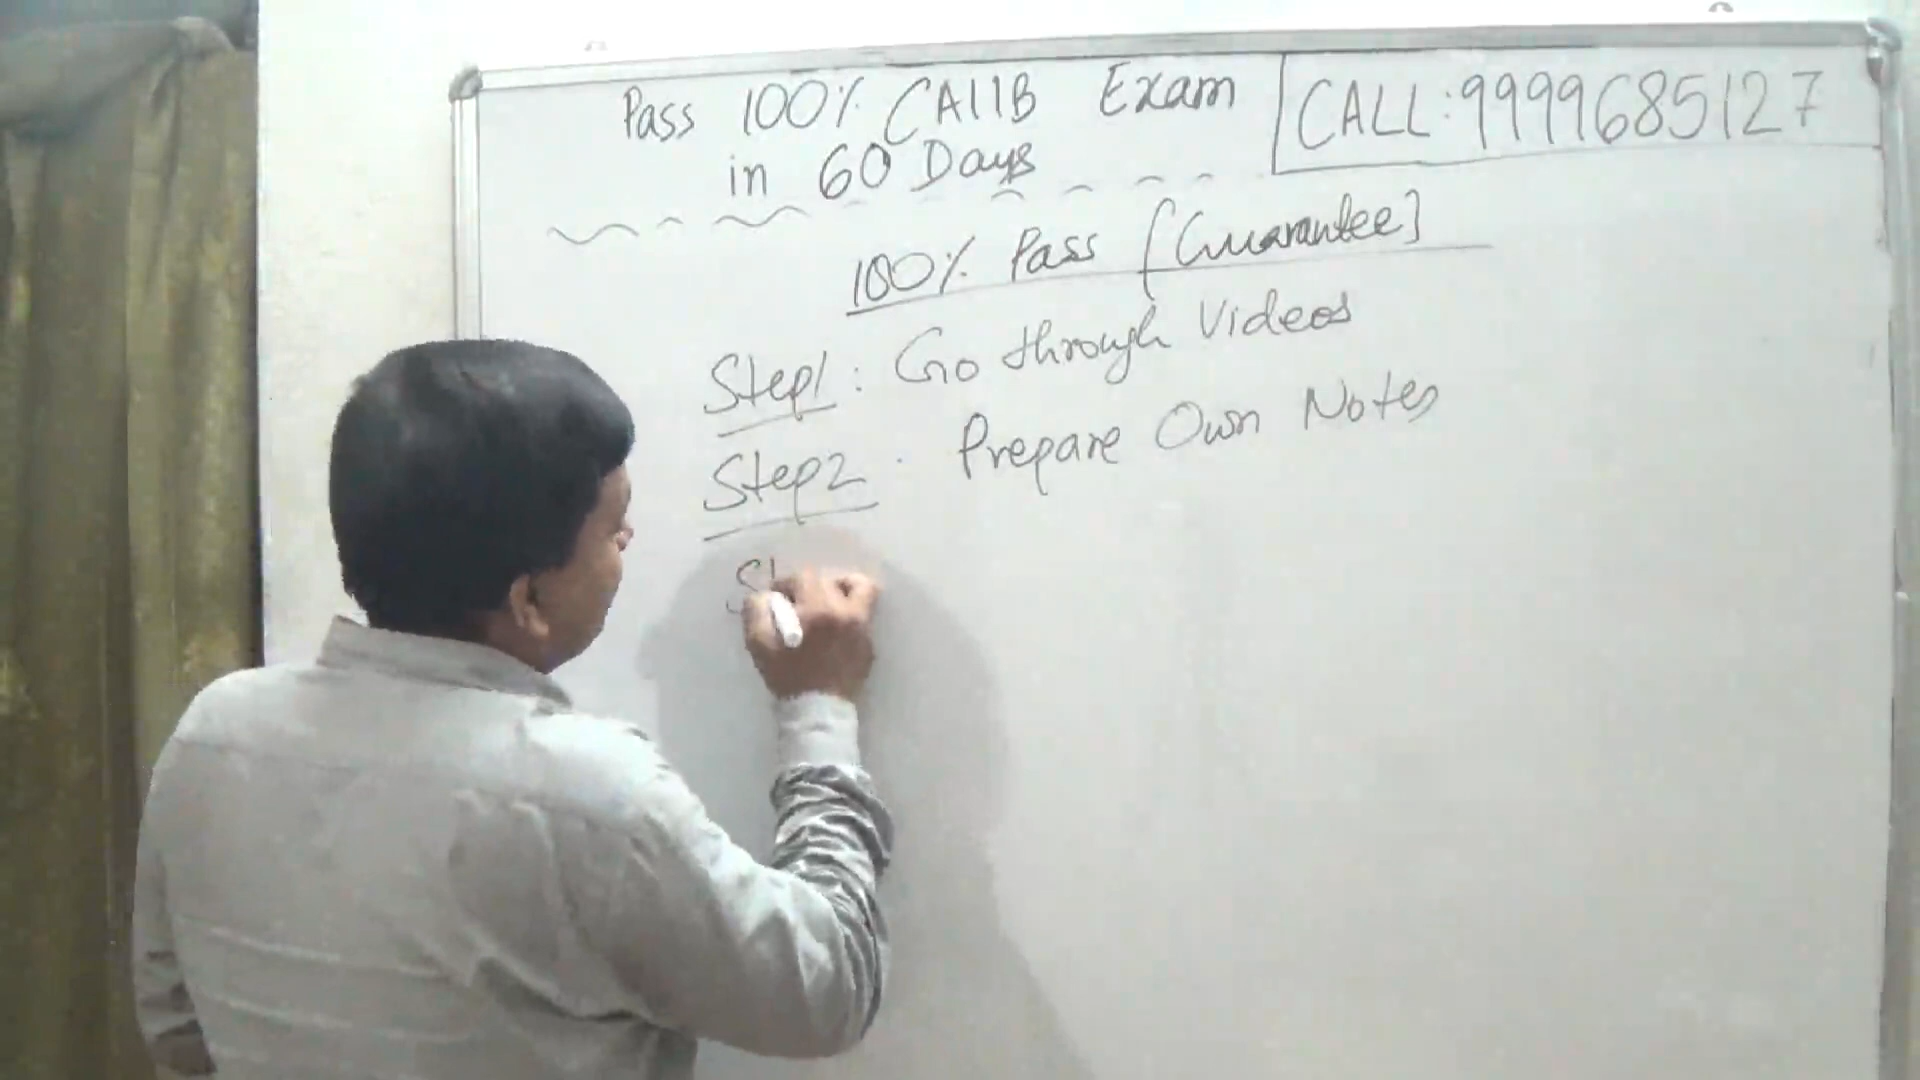 Pass 100% CAIIB Exam
in 60 Days
CALL:9999685127
100% Pass [Guarantee]
Step1: Go through Videos
Step2. Prepare Own Notes
St